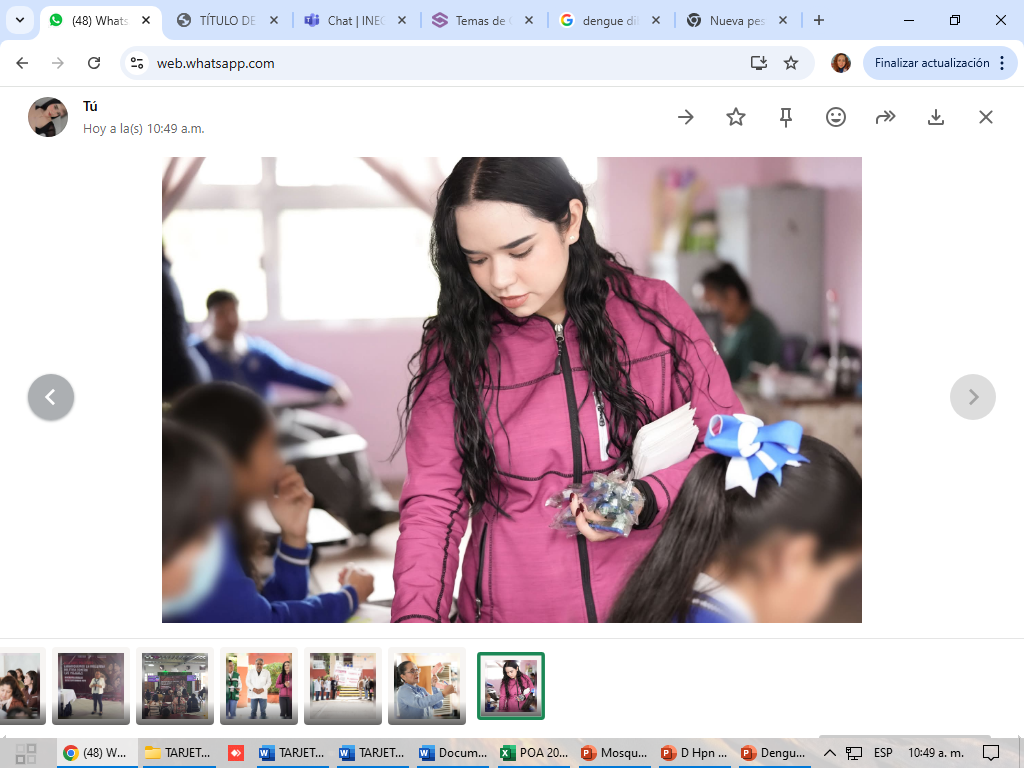 (48) Whats
TÍTULO DE
Chat | INEC
Temas de
dengue di
Nueva pes
web.whatsapp.com
Finalizar actualización
Tú
Hoy a la(s) 10:49 a.m.
(48) W...
TARJET...
TARJET...
TARJET...
Docum...
POA 20...
Mosqu...
D Hpn ...
Dengu...
ESP
10:49 a. m.